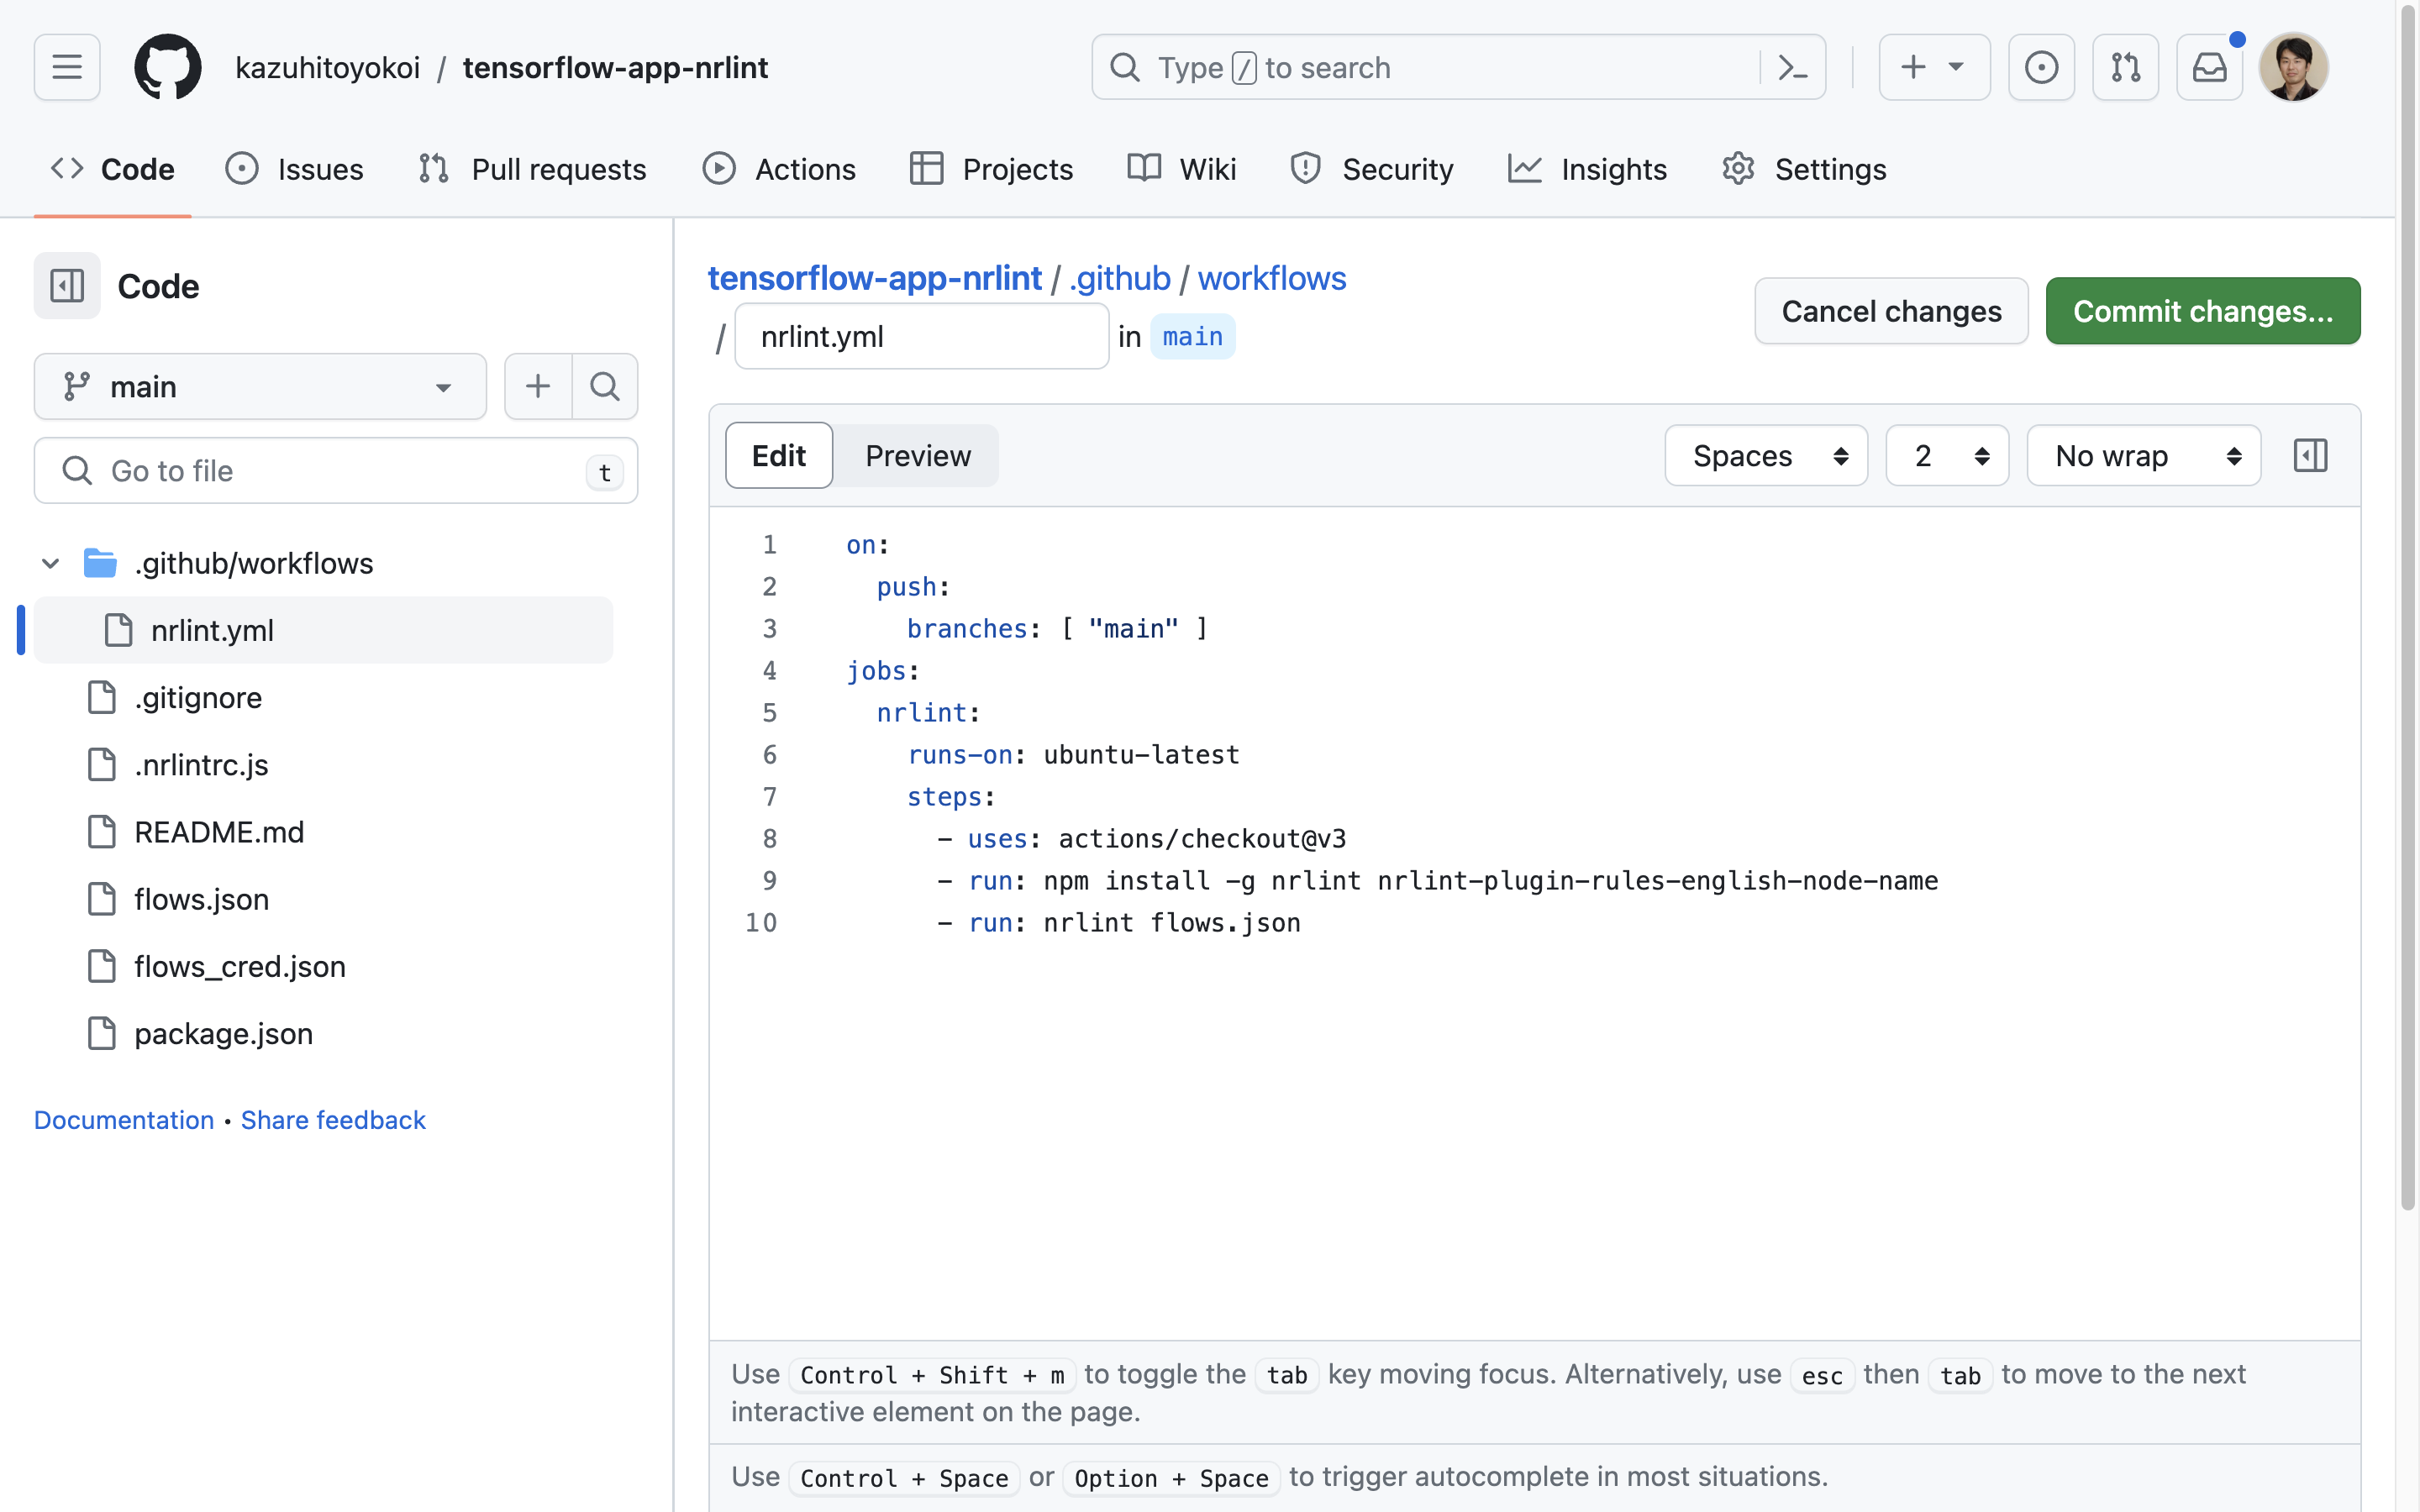 kazuhitoyokoi / tensorflow-app-nrlint
Type / to search
Code
Issues
Pull requests
Actions
Projects
Wiki
Security
Insights
Settings
Code
main
Go to file
t
.github/workflows
nrlint.yml
.gitignore
.nrlintrc.js
README.md
flows.json
flows_cred.json
package.json
Documentation • Share feedback
tensorflow-app-nrlint / .github / workflows
/ nrlint.yml in main
Cancel changes
Commit changes...
Edit
Preview
Spaces
2
No wrap
1 on:
2   push:
3     branches: [ "main" ]
4 jobs:
5   nrlint:
6     runs-on: ubuntu-latest
7     steps:
8       - uses: actions/checkout@v3
9       - run: npm install -g nrlint nrlint-plugin-rules-english-node-name
10       - run: nrlint flows.json
Use Control + Shift + m to toggle the tab key moving focus. Alternatively, use esc then tab to move to the next
interactive element on the page.
Use Control + Space or Option + Space to trigger autocomplete in most situations.